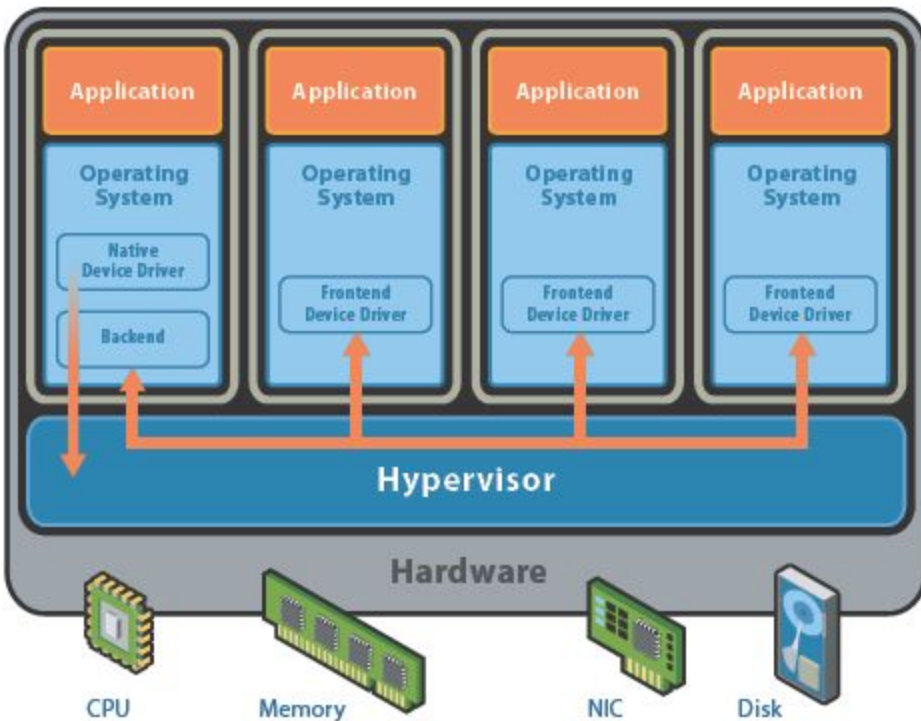 Application
Application
Application
Application
Operating
System
Operating
System
Operating
System
Operating
System
Native
Device Driver
Frontend
Device Driver
Frontend
Device Driver
Frontend
Device Driver
Backend
Hypervisor
Hardware
CPU
Memory
NIC
Disk